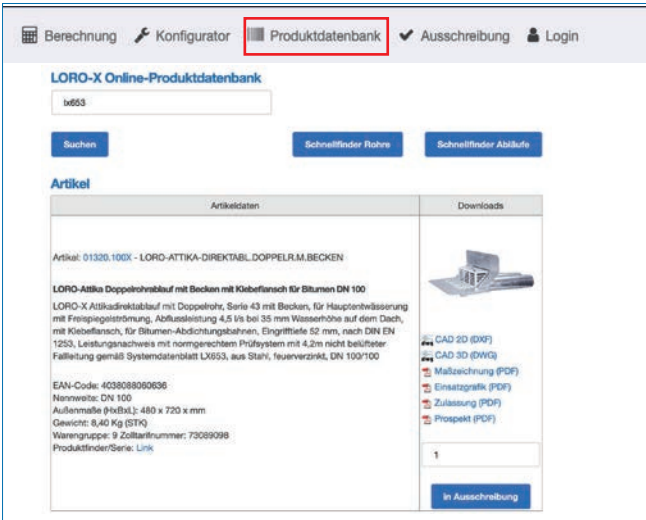 Berechnung Konfigurator Produktdatenbank Ausschreibung Login
LORO-X Online-Produktdatenbank
lx653
Suchen Schnellfinder Rohre Schnellfinder Abläufe
Artikel
Artikeldaten Downloads
Artikel: 01320.100X - LORO-ATTIKA-DIREKTABL.DOPPELR.M.BECKEN
LORO-Attika Doppelrohrablauf mit Becken mit Klebeflansch für Bitumen DN 100
LORO-X Attikadirektablauf mit Doppelrohr, Serie 43 mit Becken, für Hauptentwässerung
mit Freispiegelströmung, Abflussleistung 4,5 l/s bei 35 mm Wasserhöhe auf dem Dach,
mit Klebeflansch, für Bitumen-Abdichtungsbahnen, Eingrifftiefe 52 mm, nach DIN EN
1253, Leistungsnachweis mit normgerechtem Prüfsystem mit 4,2m nicht belüfteter
Fallleitung gemäß Systemdatenblatt LX653, aus Stahl, feuerverzinkt, DN 100/100
EAN-Code: 4038088060636
Nennweite: DN 100
Außenmaße (HxBxL): 480 x 720 x mm
Gewicht: 8,40 Kg (STK)
Warengruppe: 9 Zolltarifnummer: 73089098
Produktfinder/Serie: Link
CAD 2D (DXF)
CAD 3D (DWG)
Maßzeichnung (PDF)
Einsatzgrafik (PDF)
Zulassung (PDF)
Prospekt (PDF)
1
in Ausschreibung